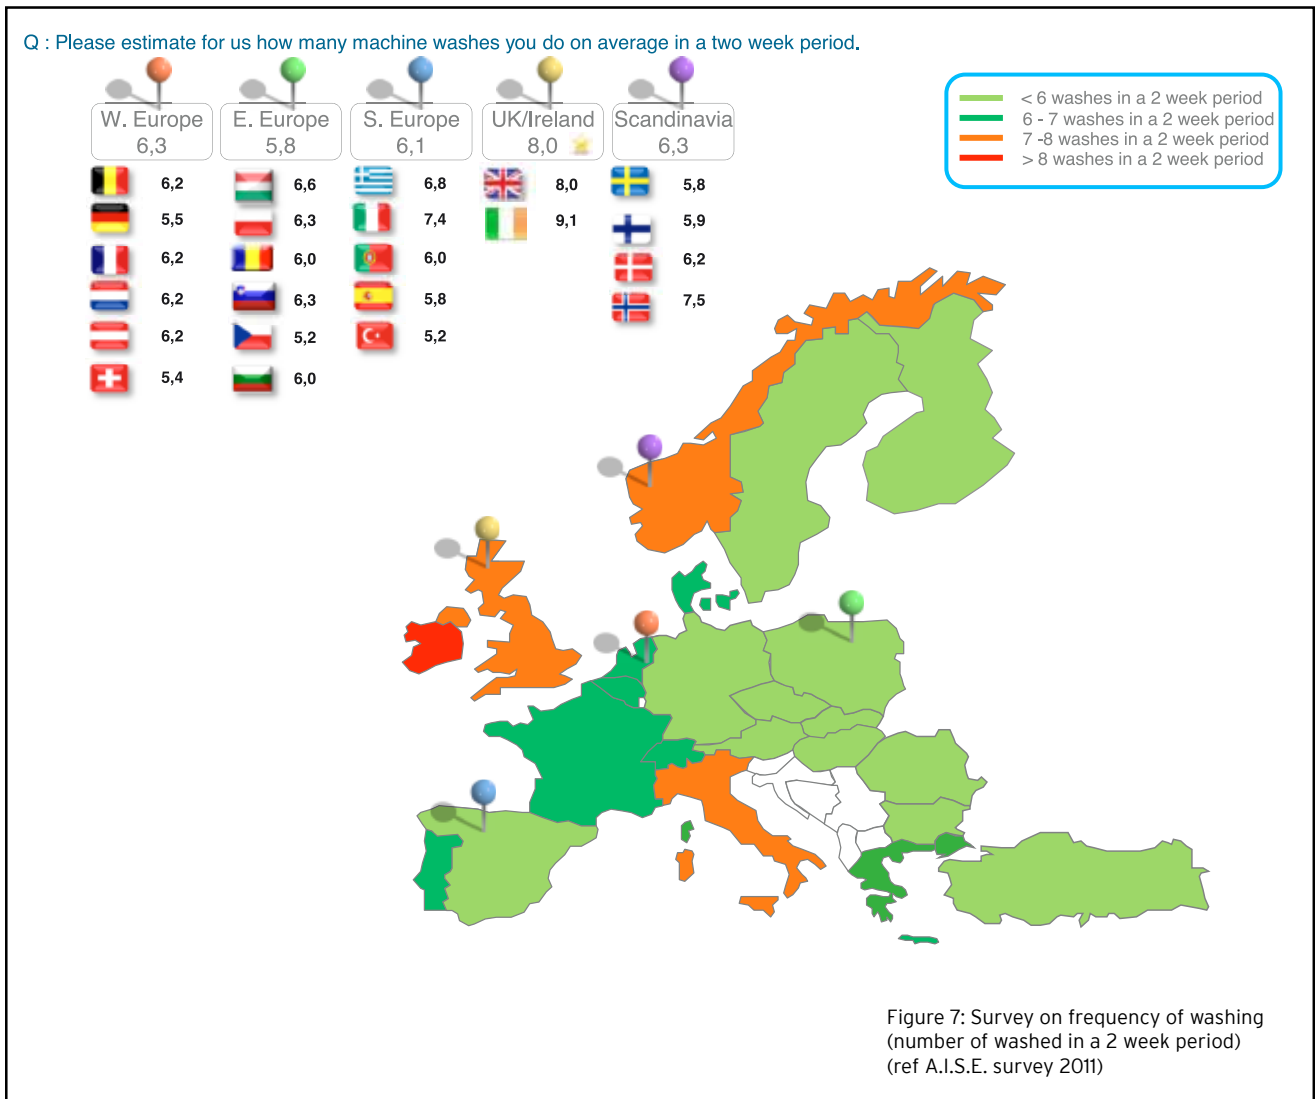 Q : Please estimate for us how many machine washes you do on average in a two week period.
W. Europe
6,3
6,2
5,5
6,2
6,2
6,2
5,4
E. Europe
5,8
6,6
6,3
6,0
6,3
5,2
6,0
S. Europe
6,1
6,8
7,4
6,0
5,8
5,2
UK/Ireland
8,0
8,0
9,1
Scandinavia
6,3
5,8
5,9
6,2
7,5
< 6 washes in a 2 week period
6 - 7 washes in a 2 week period
7 -8 washes in a 2 week period
> 8 washes in a 2 week period
Figure 7: Survey on frequency of washing
(number of washed in a 2 week period)
(ref A.I.S.E. survey 2011)